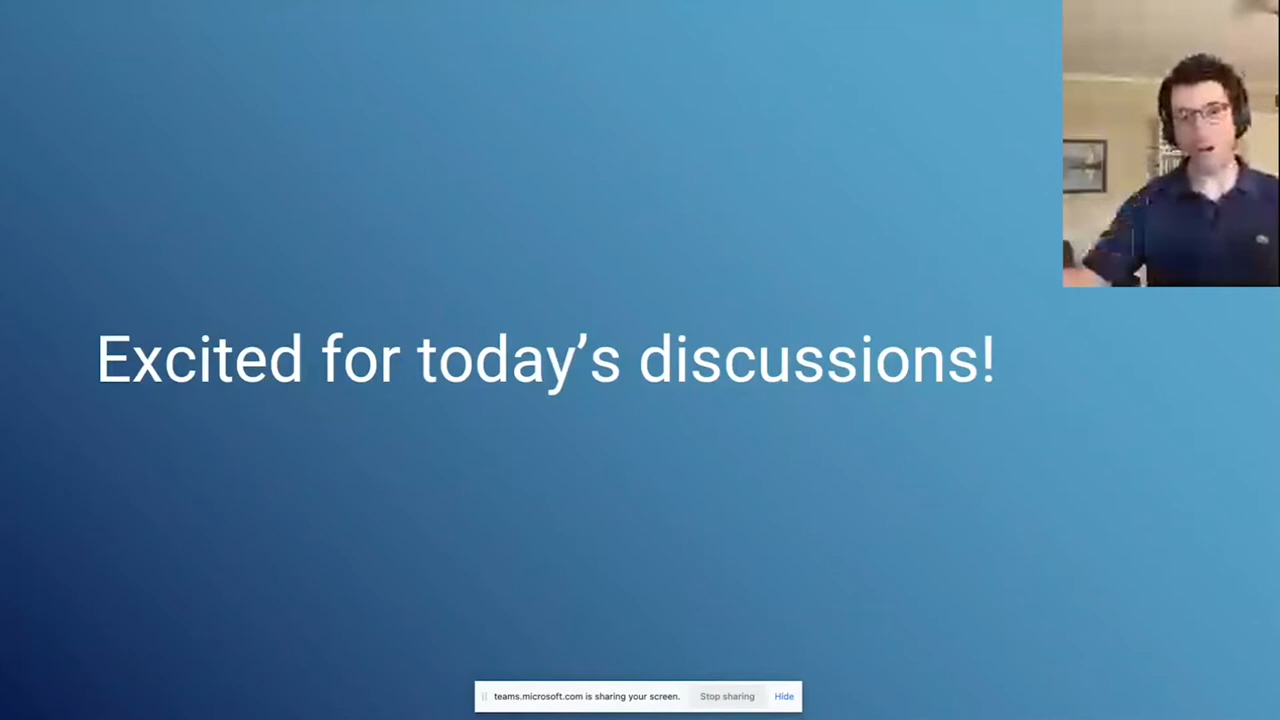 Excited for today’s discussions!
teams.microsoft.com is sharing your screen. Stop sharing Hide